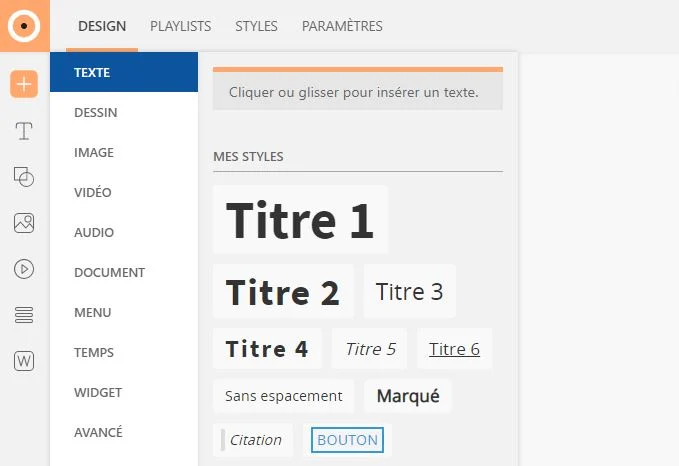 DESIGN PLAYLISTS STYLES PARAMÈTRES
TEXTE
DESSIN
IMAGE
VIDÉO
AUDIO
DOCUMENT
MENU
TEMPS
WIDGET
AVANCÉ
Cliquer ou glisser pour insérer un texte.
MES STYLES
Titre 1
Titre 2 Titre 3
Titre 4 Titre 5 Titre 6
Sans espacement Marqué
Citation BOUTON
T
W